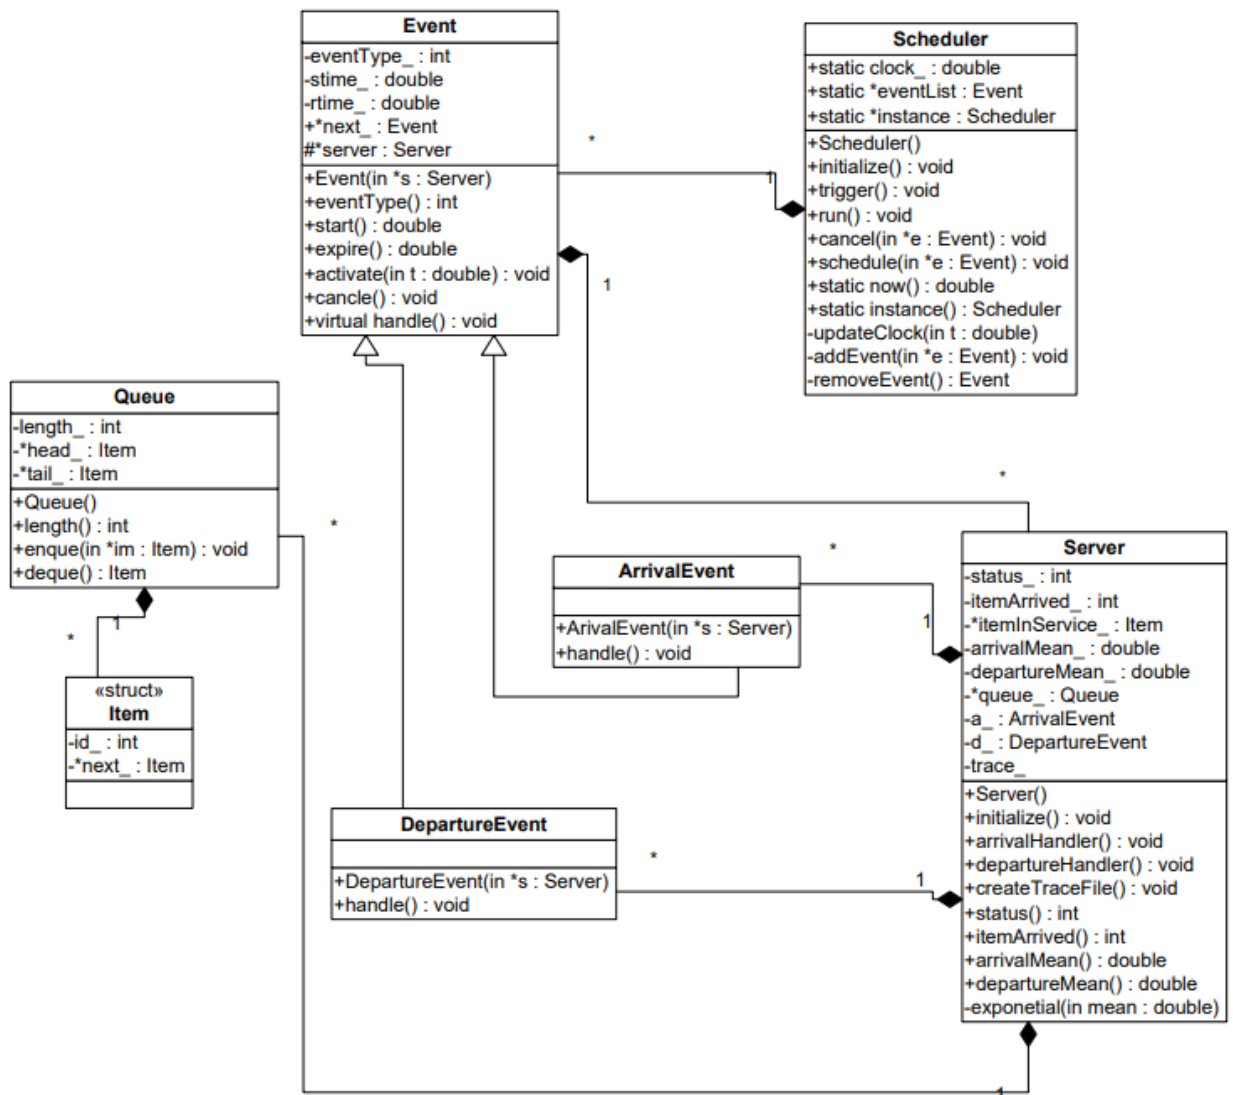 Event
-eventType_ : int
-stime_ : double
-rtime_ : double
+*next_ : Event
#*server : Server
+Event(in *s : Server)
+eventType() : int
+start() : double
+expire() : double
+activate(in t : double) : void
+cancle() : void
+virtual handle() : void
Scheduler
+static clock_ : double
+static *eventList : Event
+static *instance : Scheduler
+Scheduler()
+initialize() : void
+trigger() : void
+run() : void
+cancel(in *e : Event) : void
+schedule(in *e : Event) : void
+static now() : double
+static instance() : Scheduler
-updateClock(in t : double)
-addEvent(in *e : Event) : void
-removeEvent() : Event
*
1
1
*
Queue
-length_ : int
-*head_ : Item
-*tail_ : Item
+Queue()
+length() : int
+enque(in *im : Item) : void
+deque() : Item
*
1
*
«struct»
Item
-id_ : int
-*next_ : Item
ArrivalEvent
+ArivalEvent(in *s : Server)
+handle() : void
*
1
Server
-status_ : int
-itemArrived_ : int
-*itemInService_ : Item
-arrivalMean_ : double
-departureMean_ : double
-*queue_ : Queue
-a_ : ArrivalEvent
-d_ : DepartureEvent
-trace_
+Server()
+initialize() : void
+arrivalHandler() : void
+departureHandler() : void
+createTraceFile() : void
+status() : int
+itemArrived() : int
+arrivalMean() : double
+departureMean() : double
-exponetial(in mean : double)
DepartureEvent
+DepartureEvent(in *s : Server)
+handle() : void
*
1
1